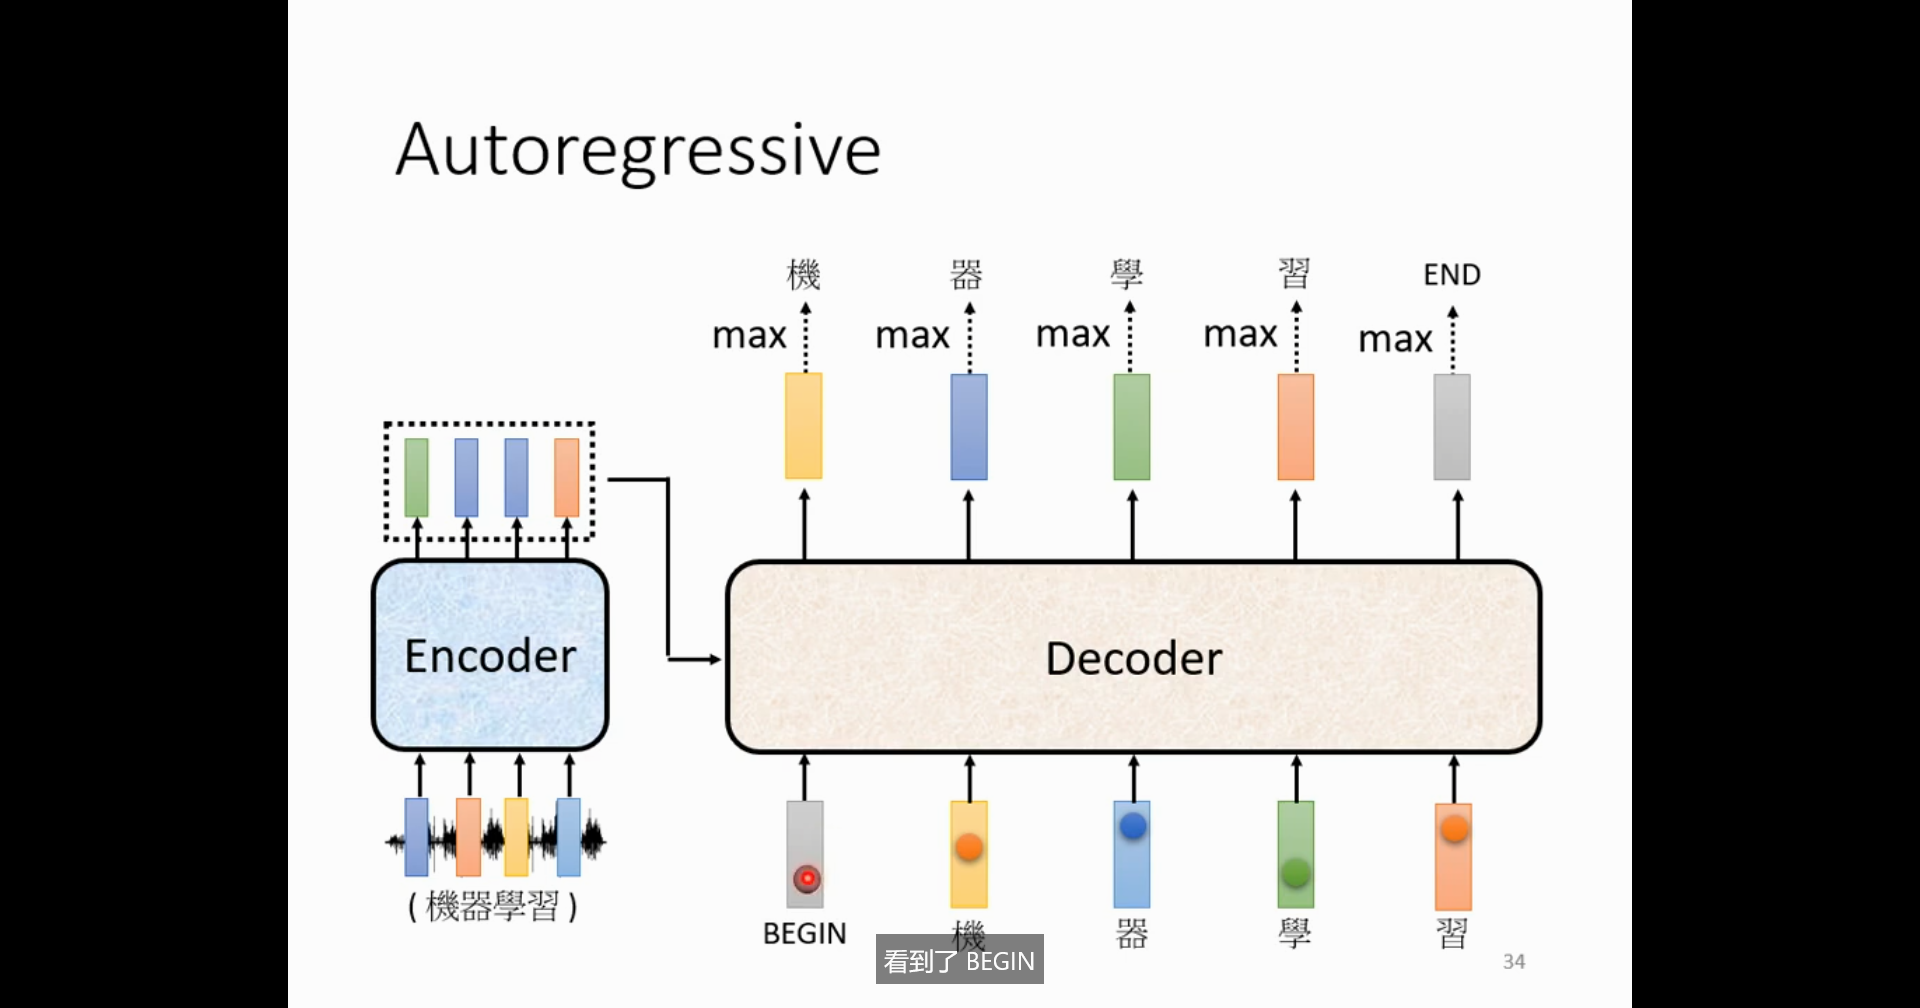 Autoregressive
機 器 學 習 END
max max max max max
Encoder
Decoder
( 機器學習 )
BEGIN 機 器 學 習
看到了 BEGIN
34